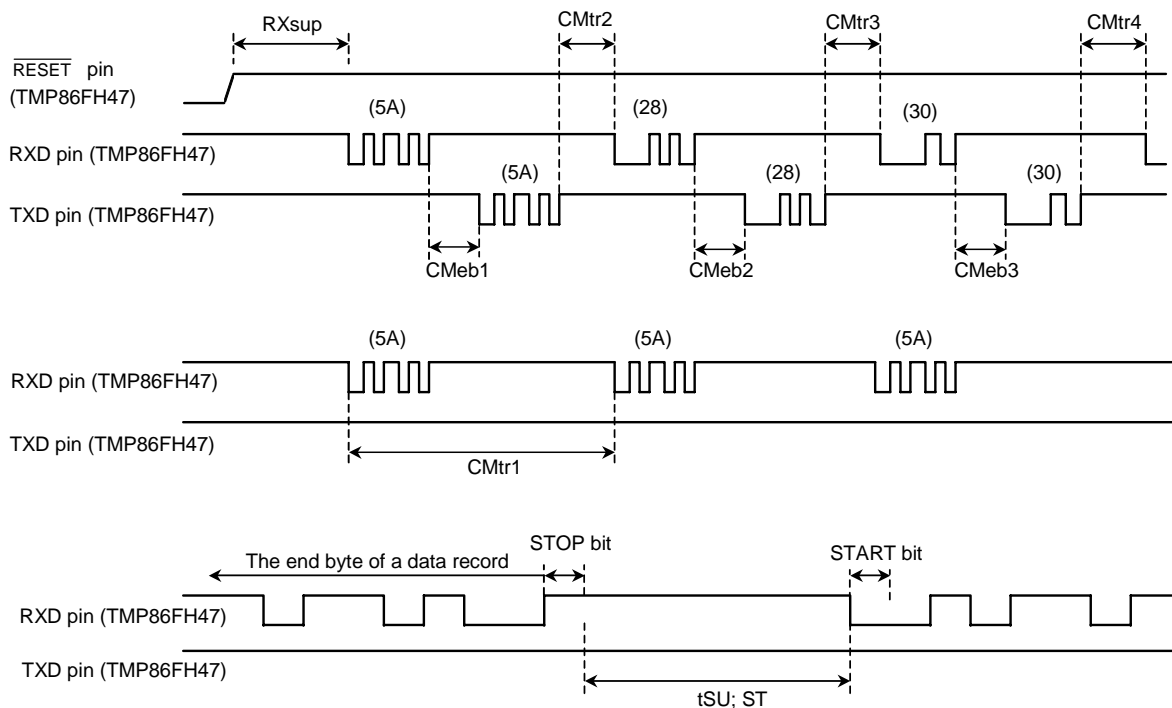 RXsup
CMtr2
CMtr3
CMtr4
RESET pin
(TMP86FH47)
(5A)
(28)
(30)
RXD pin (TMP86FH47)
(5A)
(28)
(30)
TXD pin (TMP86FH47)
CMeb1
CMeb2
CMeb3
(5A)
(5A)
(5A)
RXD pin (TMP86FH47)
TXD pin (TMP86FH47)
CMtr1
STOP bit
START bit
The end byte of a data record
RXD pin (TMP86FH47)
TXD pin (TMP86FH47)
tSU; ST